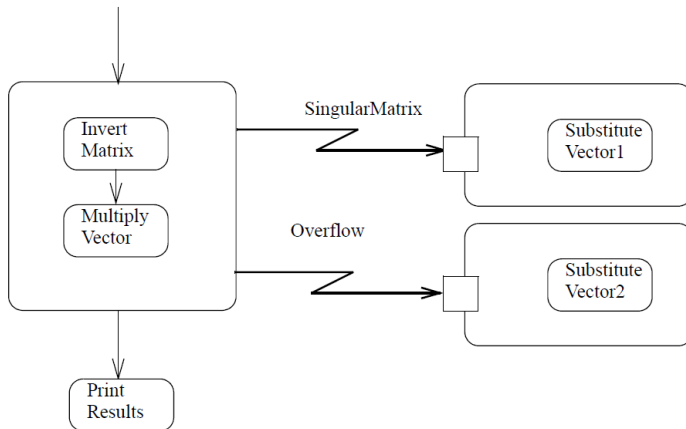 SingularMatrix
Invert
Matrix
Substitute
Vector1
Multiply
Vector
Overflow
Substitute
Vector2
Print
Results